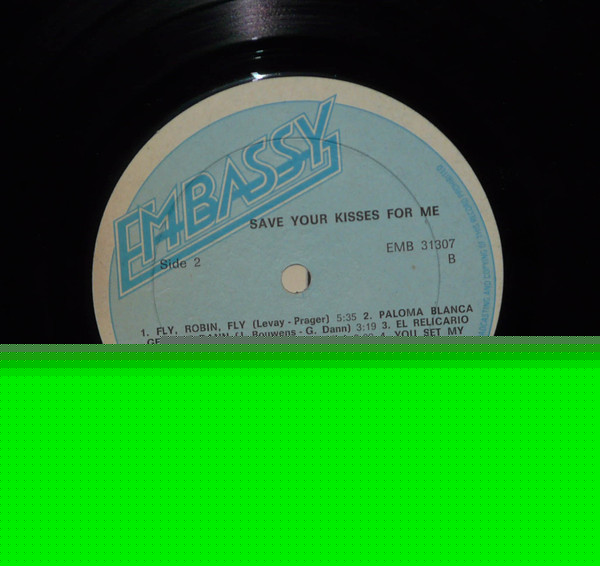 EMBASSY
SAVE YOUR KISSES FOR ME
Side 2
EMB 31307
B
1. FLY, ROBIN, FLY (Levay - Prager) 5:35 2. PALOMA BLANCA
DANN (J. Bouwens - G. Dann) 3:19 3. EL RELICARIO
YOU SET MY